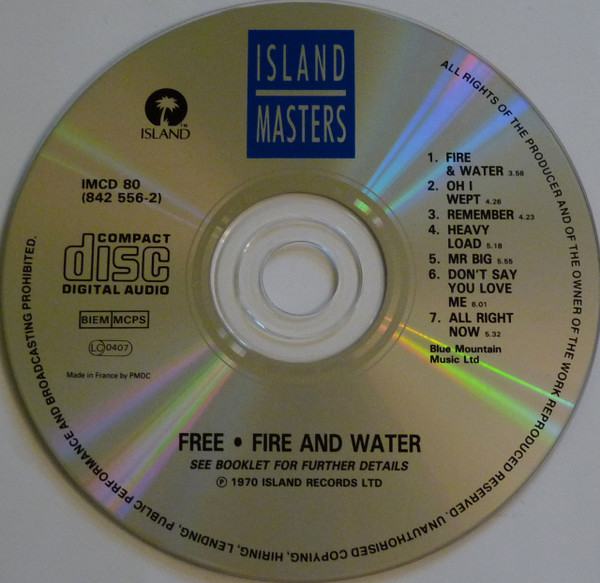 ISLAND
MASTERS
ISLAND
IMCD 80
(842 556-2)
COMPACT
disc
DIGITAL AUDIO
BIEM MCPS
LC 0407
Made in France by PMDC
1. FIRE
& WATER 3.58
2. OH I
WEPT 4.26
3. REMEMBER 4.23
4. HEAVY
LOAD 5.18
5. MR BIG 5.55
6. DON'T SAY
YOU LOVE
ME 6.01
7. ALL RIGHT
NOW 5.32
Blue Mountain
Music Ltd
FREE • FIRE AND WATER
SEE BOOKLET FOR FURTHER DETAILS
℗ 1970 ISLAND RECORDS LTD
ALL RIGHTS OF THE PRODUCER AND OF THE OWNER OF THE WORK REPRODUCED RESERVED. UNAUTHORISED COPYING, HIRING, LENDING, PUBLIC PERFORMANCE AND BROADCASTING PROHIBITED.